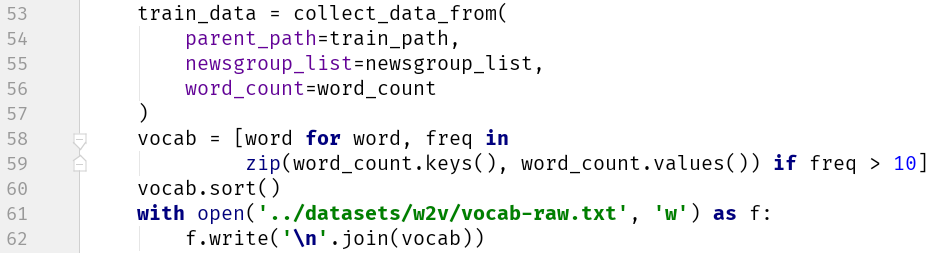 53 train_data = collect_data_from(
54 parent_path=train_path,
55 newsgroup_list=newsgroup_list,
56 word_count=word_count
57 )
58 vocab = [word for word, freq in
59 zip(word_count.keys(), word_count.values()) if freq > 10]
60 vocab.sort()
61 with open('../datasets/w2v/vocab-raw.txt', 'w') as f:
62 f.write('\n'.join(vocab))